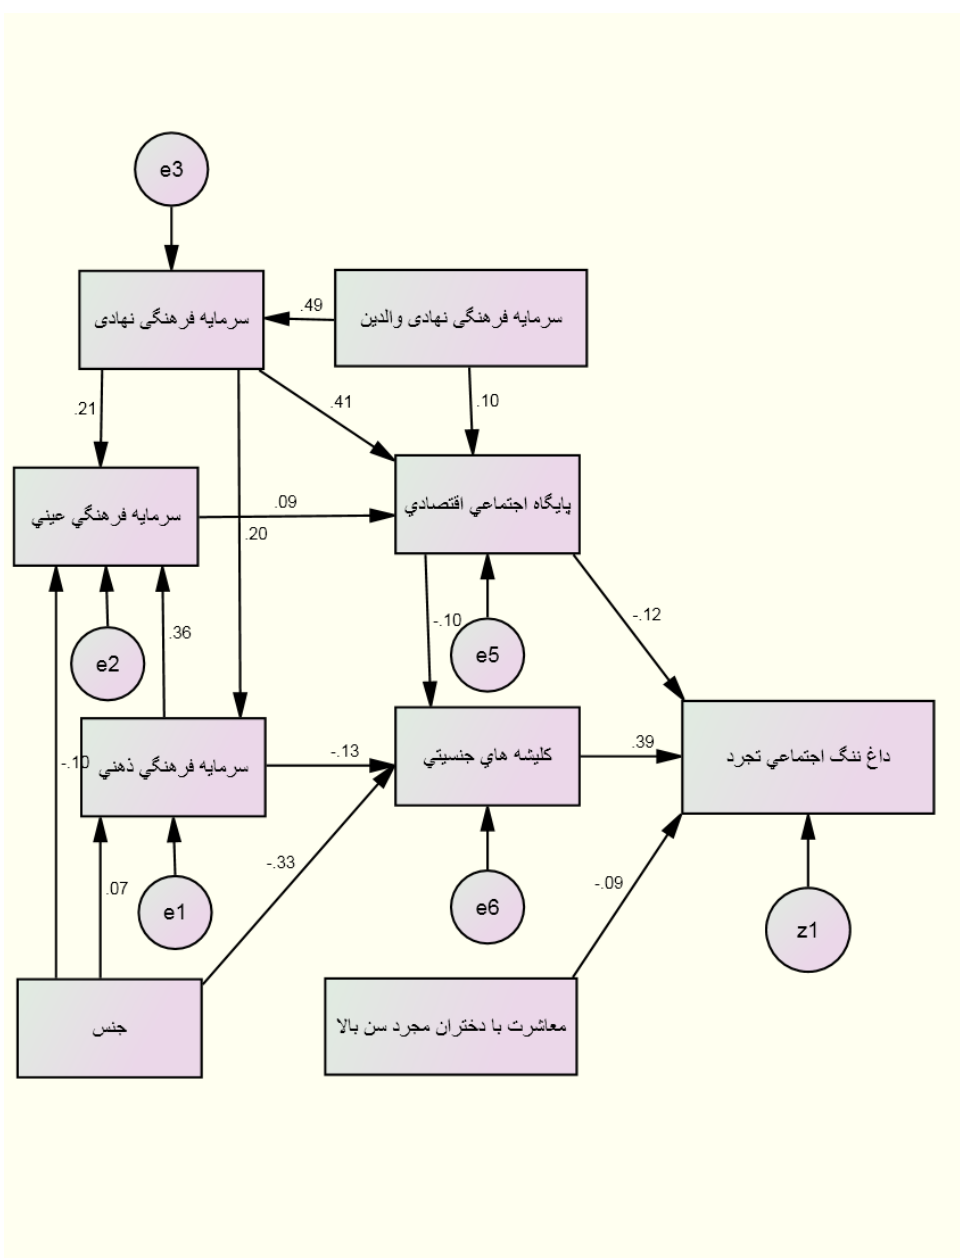 e3
سرمایه فرهنگی نهادی
.49
سرمایه فرهنگی نهادی والدین
.21
.41
.10
سرمايه فرهنگي عيني
.09
پايگاه اجتماعي اقتصادي
.20
.36
e2
-.10
e5
-.12
-.10
سرمايه فرهنگي ذهني
-.13
كليشه هاي جنسيتي
.39
داغ ننگ اجتماعي تجرد
.07
e1
-.33
e6
-.09
z1
جنس
معاشرت با دختران مجرد سن بالا